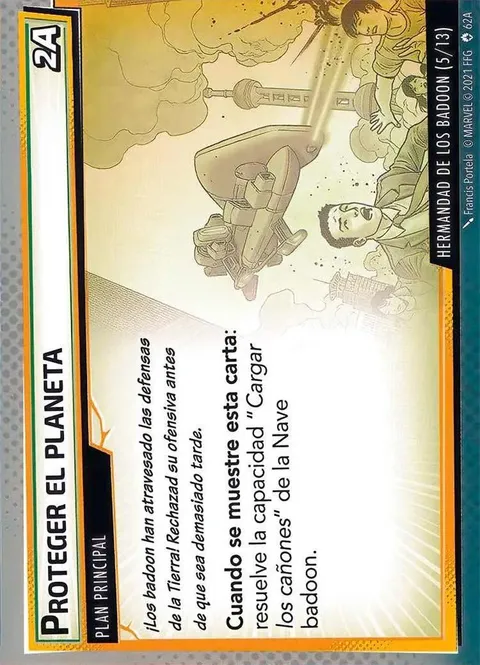 PROTEGER EL PLANETA
2A
PLAN PRINCIPAL
¡Los badoon han atravesado las defensas
de la Tierra! Rechazad su ofensiva antes
de que sea demasiado tarde.
Cuando se muestre esta carta:
resuelve la capacidad "Cargar
los cañones" de la Nave
badoon.
HERMANDAD DE LOS BADOON (5/13)
Francis Portela © MARVEL © 2021 FFG 62A